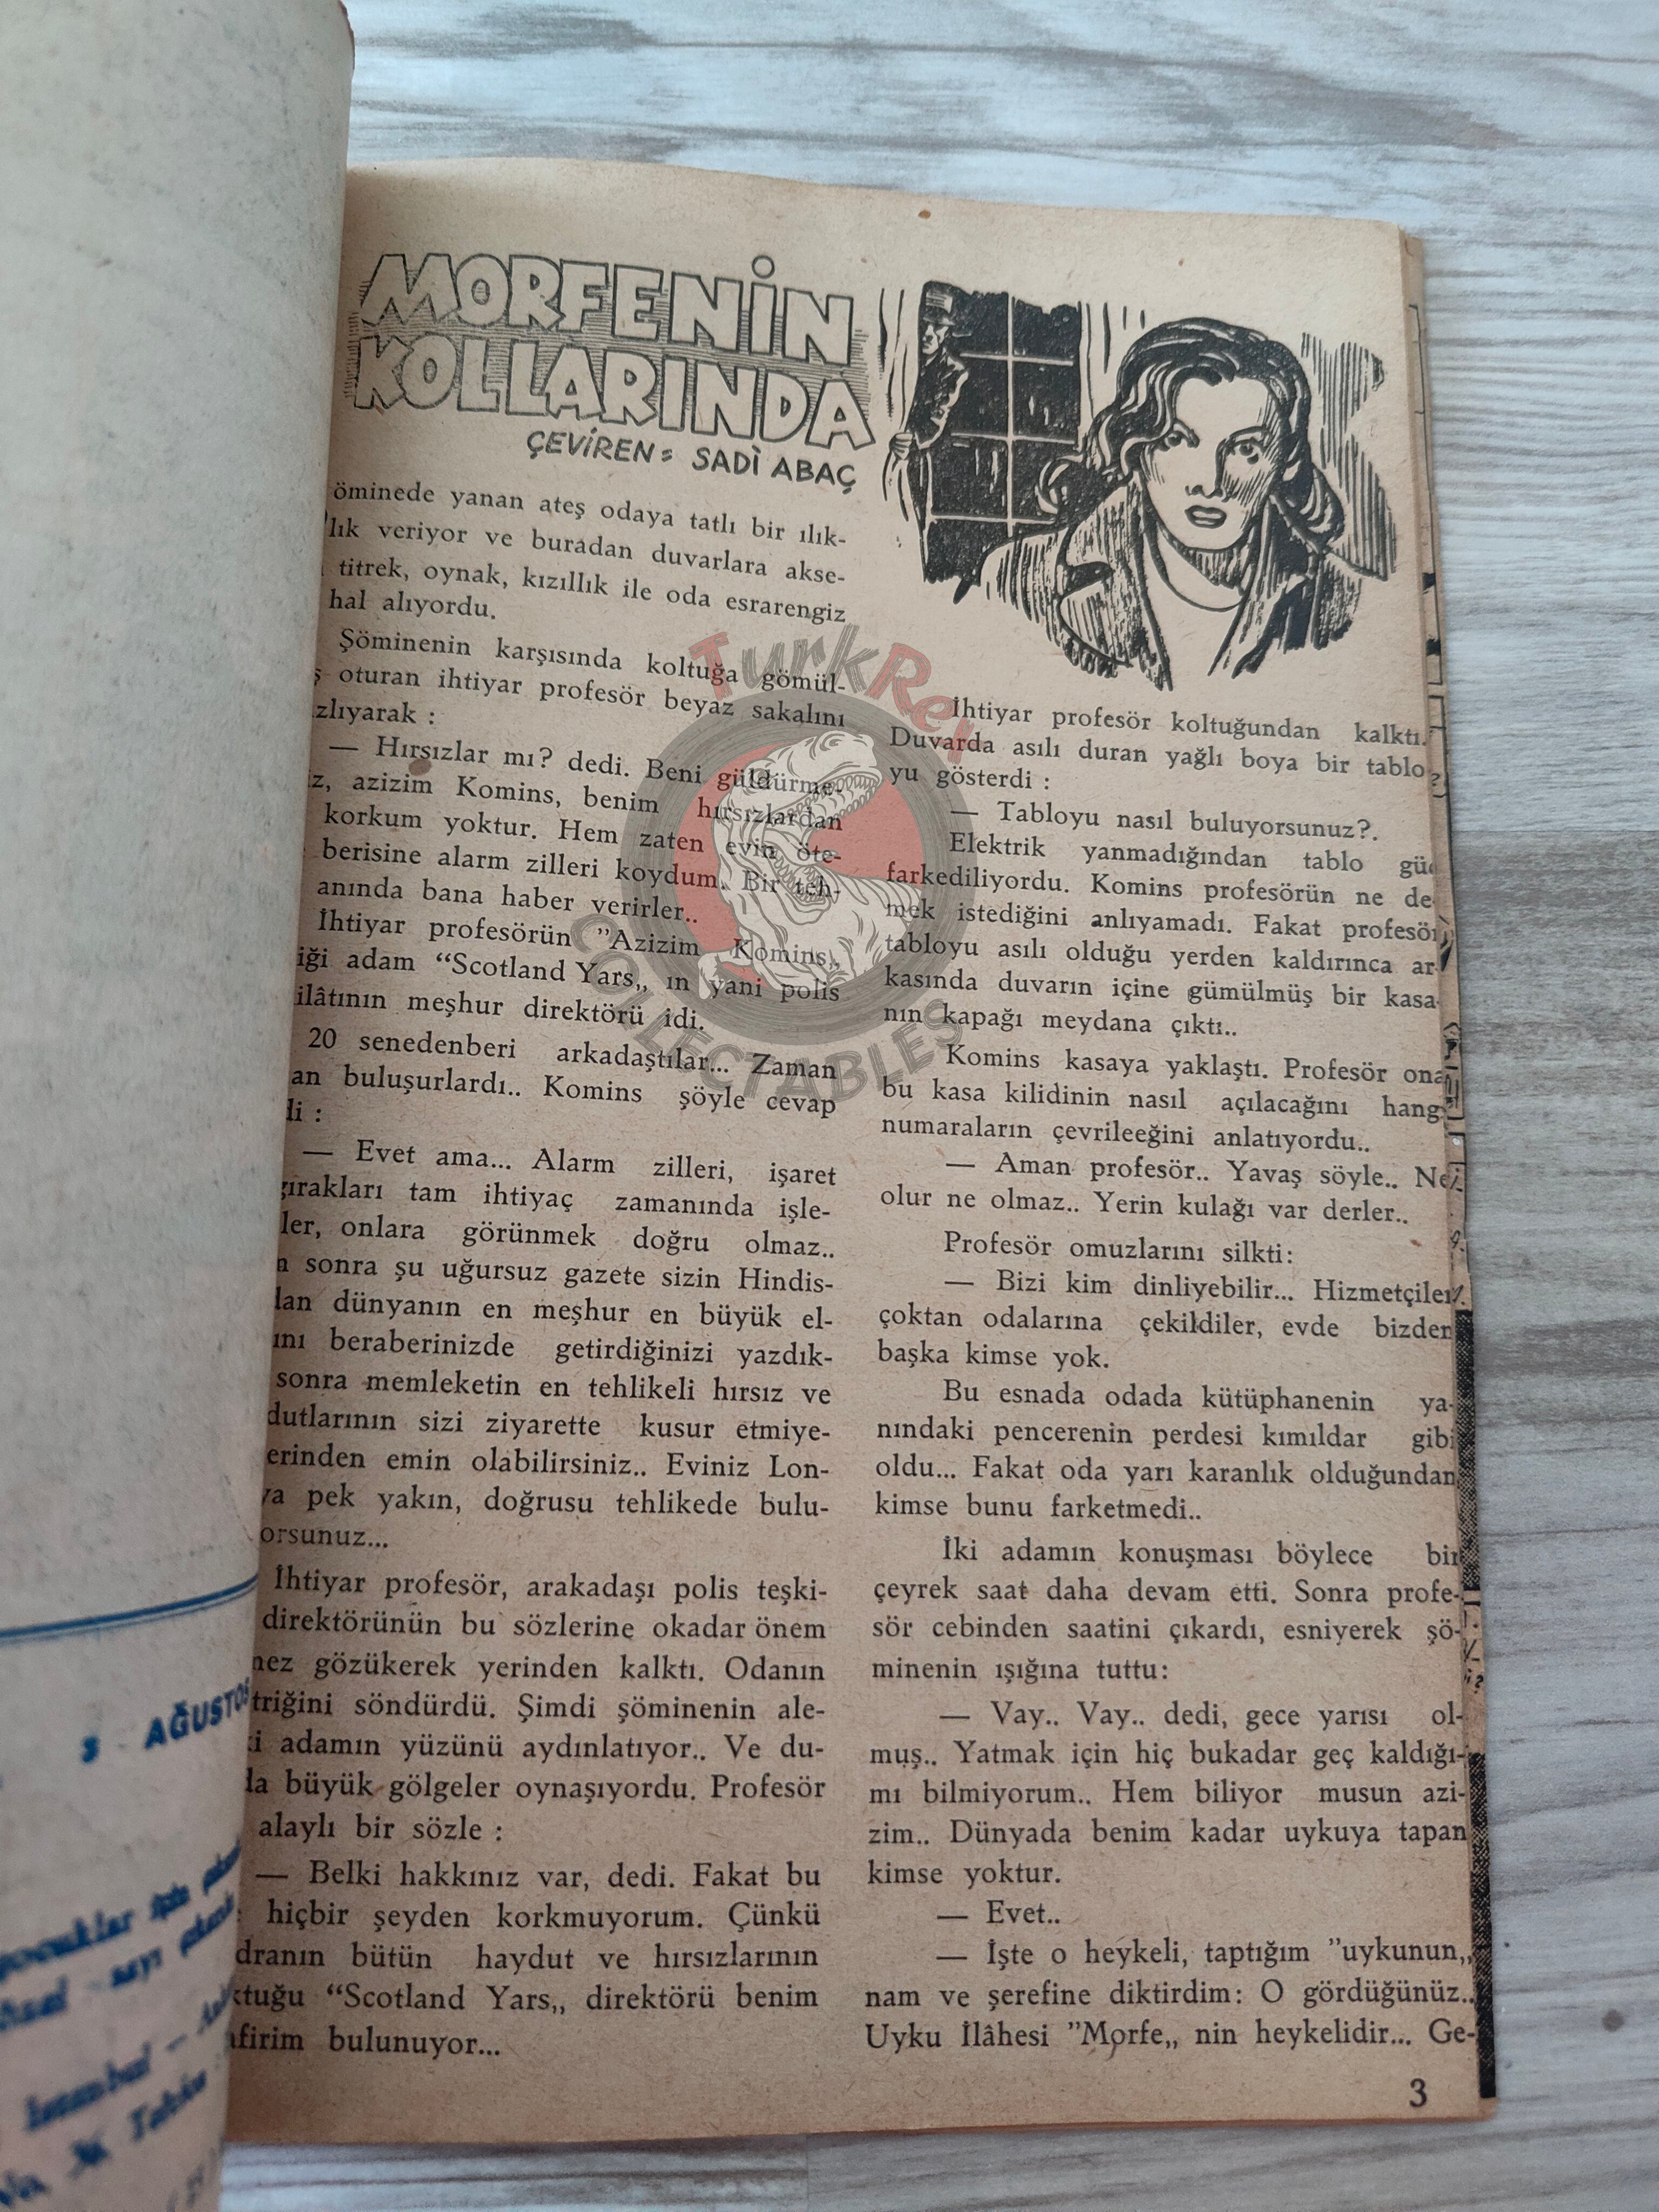 MORFENİN
KOLLARINDA
ÇEVİREN= SADİ ABAÇ
öminede yanan ateş odaya tatlı bir ılık-
lık veriyor ve buradan duvarlara akse-
titrek, oynak, kızıllık ile oda esrarengiz
hal alıyordu.
Şöminenin karşısında koltuğa gömül-
ş oturan ihtiyar profesör beyaz sakalını
zlıyarak :
— Hırsızlar mı? dedi. Beni güldürme-
iz, azizim Komins, benim hırsızlardan
korkum yoktur. Hem zaten evin öte-
berisine alarm zilleri koydum. Bir teh-
anında bana haber verirler..
İhtiyar profesörün ”Azizim Komins„
iği adam “Scotland Yars„ ın yani polis
ilâtının meşhur direktörü idi.
20 senedenberi arkadaştılar... Zaman
an buluşurlardı.. Komins şöyle cevap
di :
— Evet ama... Alarm zilleri, işaret
gırakları tam ihtiyaç zamanında işle-
ler, onlara görünmek doğru olmaz..
n sonra şu uğursuz gazete sizin Hindis-
dan dünyanın en meşhur en büyük el-
ını beraberinizde getirdiğinizi yazdık-
sonra memleketin en tehlikeli hırsız ve
dutlarının sizi ziyarette kusur etmiye-
erinden emin olabilirsiniz.. Eviniz Lon-
ya pek yakın, doğrusu tehlikede bulu-
orsunuz...
İhtiyar profesör, arakadaşı polis teşki-
direktörünün bu sözlerine okadar önem
mez gözükerek yerinden kalktı. Odanın
triğini söndürdü. Şimdi şöminenin ale-
ki adamın yüzünü aydınlatıyor.. Ve du-
da büyük gölgeler oynaşıyordu. Profesör
alaylı bir sözle :
— Belki hakkınız var, dedi. Fakat bu
hiçbir şeyden korkmuyorum. Çünkü
dranın bütün haydut ve hırsızlarının
ktuğu “Scotland Yars„ direktörü benim
afirim bulunuyor...
İhtiyar profesör koltuğundan kalktı.
Duvarda asılı duran yağlı boya bir tablo
yu gösterdi :
— Tabloyu nasıl buluyorsunuz?.
Elektrik yanmadığından tablo güç
farkediliyordu. Komins profesörün ne de-
mek istediğini anlıyamadı. Fakat profesör
tabloyu asılı olduğu yerden kaldırınca ar-
kasında duvarın içine gümülmüş bir kasa-
nın kapağı meydana çıktı..
Komins kasaya yaklaştı. Profesör ona
bu kasa kilidinin nasıl açılacağını hangi
numaraların çevrileeğini anlatıyordu..
— Aman profesör.. Yavaş söyle.. Ne
olur ne olmaz.. Yerin kulağı var derler..
Profesör omuzlarını silkti:
— Bizi kim dinliyebilir... Hizmetçiler
çoktan odalarına çekildiler, evde bizden
başka kimse yok.
Bu esnada odada kütüphanenin ya-
nındaki pencerenin perdesi kımıldar gibi
oldu... Fakat oda yarı karanlık olduğundan
kimse bunu farketmedi..
İki adamın konuşması böylece bir
çeyrek saat daha devam etti. Sonra profe-
sör cebinden saatini çıkardı, esniyerek şö-
minenin ışığına tuttu:
— Vay.. Vay.. dedi, gece yarısı ol-
muş.. Yatmak için hiç bukadar geç kaldığı-
mı bilmiyorum.. Hem biliyor musun azi-
zim.. Dünyada benim kadar uykuya tapan
kimse yoktur.
— Evet..
— İşte o heykeli, taptığım ”uykunun„
nam ve şerefine diktirdim: O gördüğünüz..
Uyku İlâhesi ”Morfe„ nin heykelidir... Ge-
3
3 AĞUSTOS
çocuklar için
sayı
İstanbul —
TurkRei
COLLECTABLES